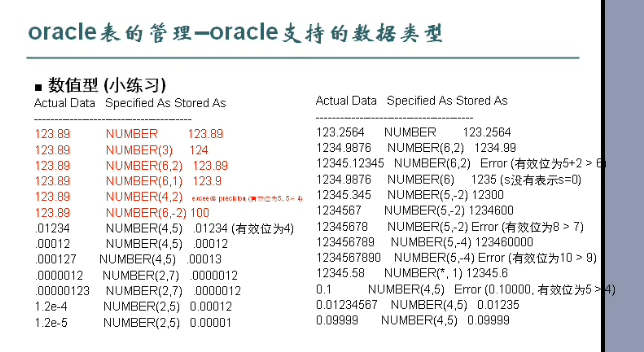 oracle表的管理–oracle支持的数据类型
■ 数值型 (小练习)
Actual Data Specified As Stored As
----------------------------------------
123.89 NUMBER 123.89
123.89 NUMBER(3) 124
123.89 NUMBER(6,2) 123.89
123.89 NUMBER(6,1) 123.9
123.89 NUMBER(4,2) exceeds precision (有效位为5, 5 > 4)
123.89 NUMBER(6,-2) 100
.01234 NUMBER(4,5) .01234 (有效位为4)
.00012 NUMBER(4,5) .00012
.000127 NUMBER(4,5) .00013
.0000012 NUMBER(2,7) .0000012
.00000123 NUMBER(2,7) .0000012
1.2e-4 NUMBER(2,5) 0.00012
1.2e-5 NUMBER(2,5) 0.00001
Actual Data Specified As Stored As
----------------------------------------
123.2564 NUMBER 123.2564
1234.9876 NUMBER(6,2) 1234.99
12345.12345 NUMBER(6,2) Error (有效位为5+2 > 6)
1234.9876 NUMBER(6) 1235 (s没有表示s=0)
12345.345 NUMBER(5,-2) 12300
1234567 NUMBER(5,-2) 1234600
12345678 NUMBER(5,-2) Error (有效位为8 > 7)
123456789 NUMBER(5,-4) 123460000
1234567890 NUMBER(5,-4) Error (有效位为10 > 9)
12345.58 NUMBER(*, 1) 12345.6
0.1 NUMBER(4,5) Error (0.10000, 有效位为5 > 4)
0.01234567 NUMBER(4,5) 0.01235
0.09999 NUMBER(4,5) 0.09999